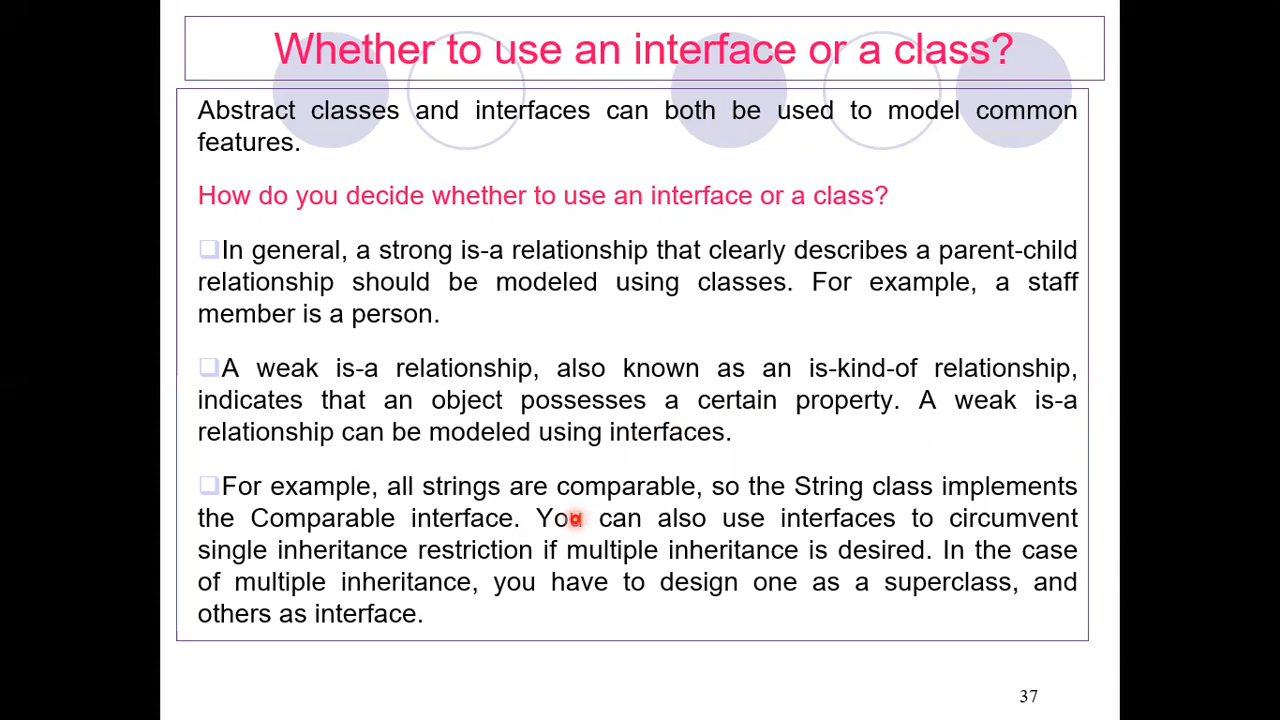 Whether to use an interface or a class?
Abstract classes and interfaces can both be used to model common
features.
How do you decide whether to use an interface or a class?
In general, a strong is-a relationship that clearly describes a parent-child
relationship should be modeled using classes. For example, a staff
member is a person.
A weak is-a relationship, also known as an is-kind-of relationship,
indicates that an object possesses a certain property. A weak is-a
relationship can be modeled using interfaces.
For example, all strings are comparable, so the String class implements
the Comparable interface. You can also use interfaces to circumvent
single inheritance restriction if multiple inheritance is desired. In the case
of multiple inheritance, you have to design one as a superclass, and
others as interface.
37